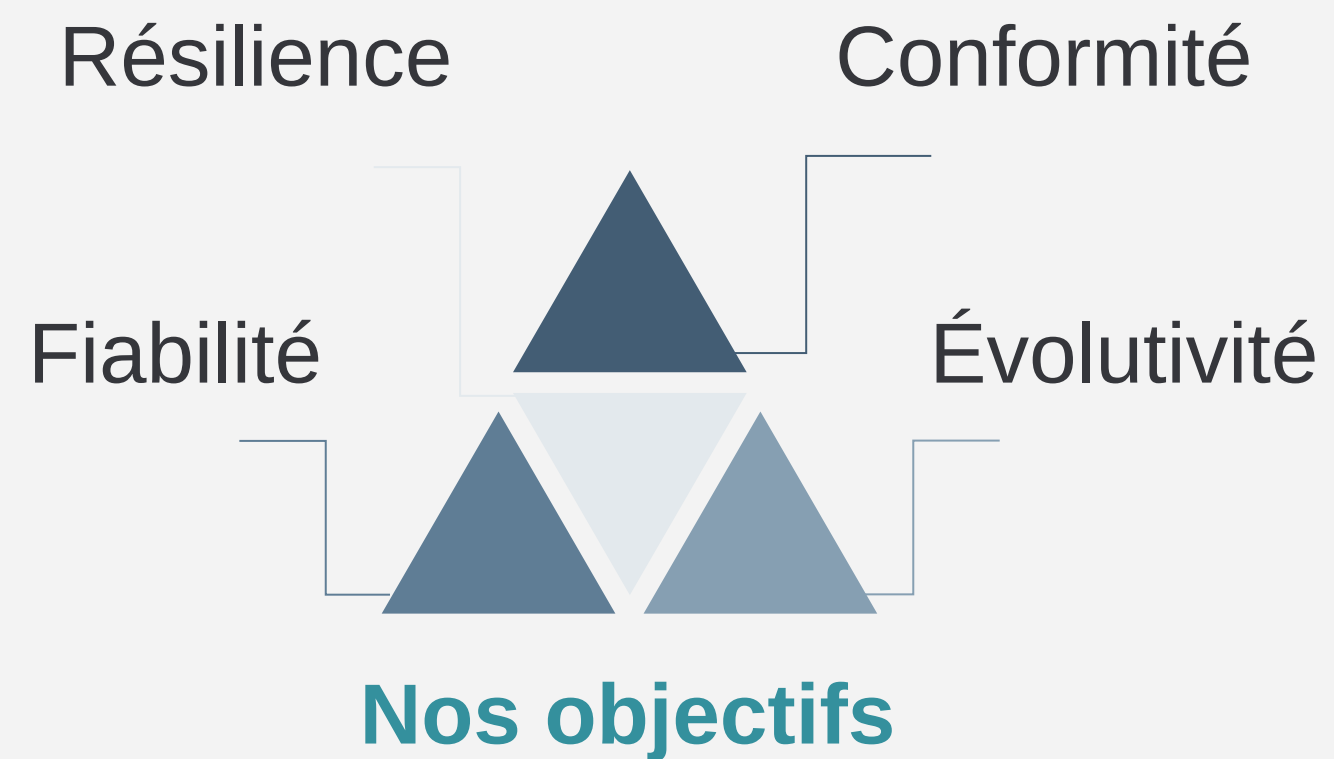 Résilience
Conformité
Fiabilité
Évolutivité
Nos objectifs